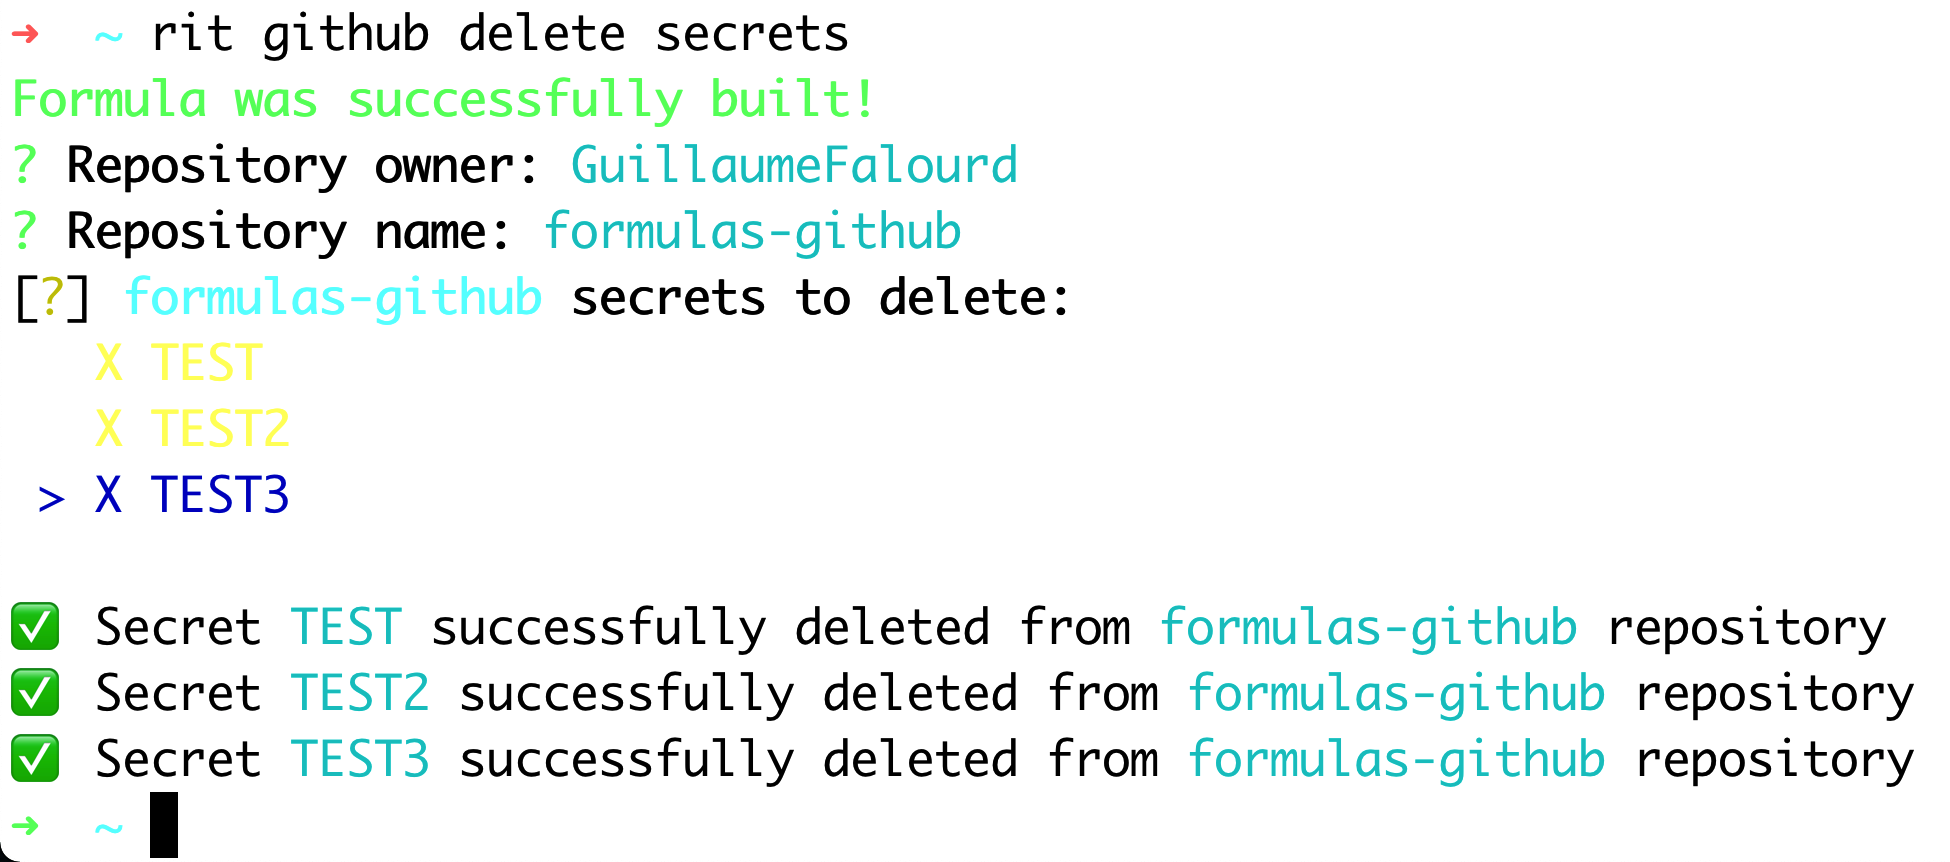 ➜  ~ rit github delete secrets
Formula was successfully built!
? Repository owner: GuillaumeFalourd
? Repository name: formulas-github
[?] formulas-github secrets to delete:
   X TEST
   X TEST2
 > X TEST3
✅ Secret TEST successfully deleted from formulas-github repository
✅ Secret TEST2 successfully deleted from formulas-github repository
✅ Secret TEST3 successfully deleted from formulas-github repository
➜  ~